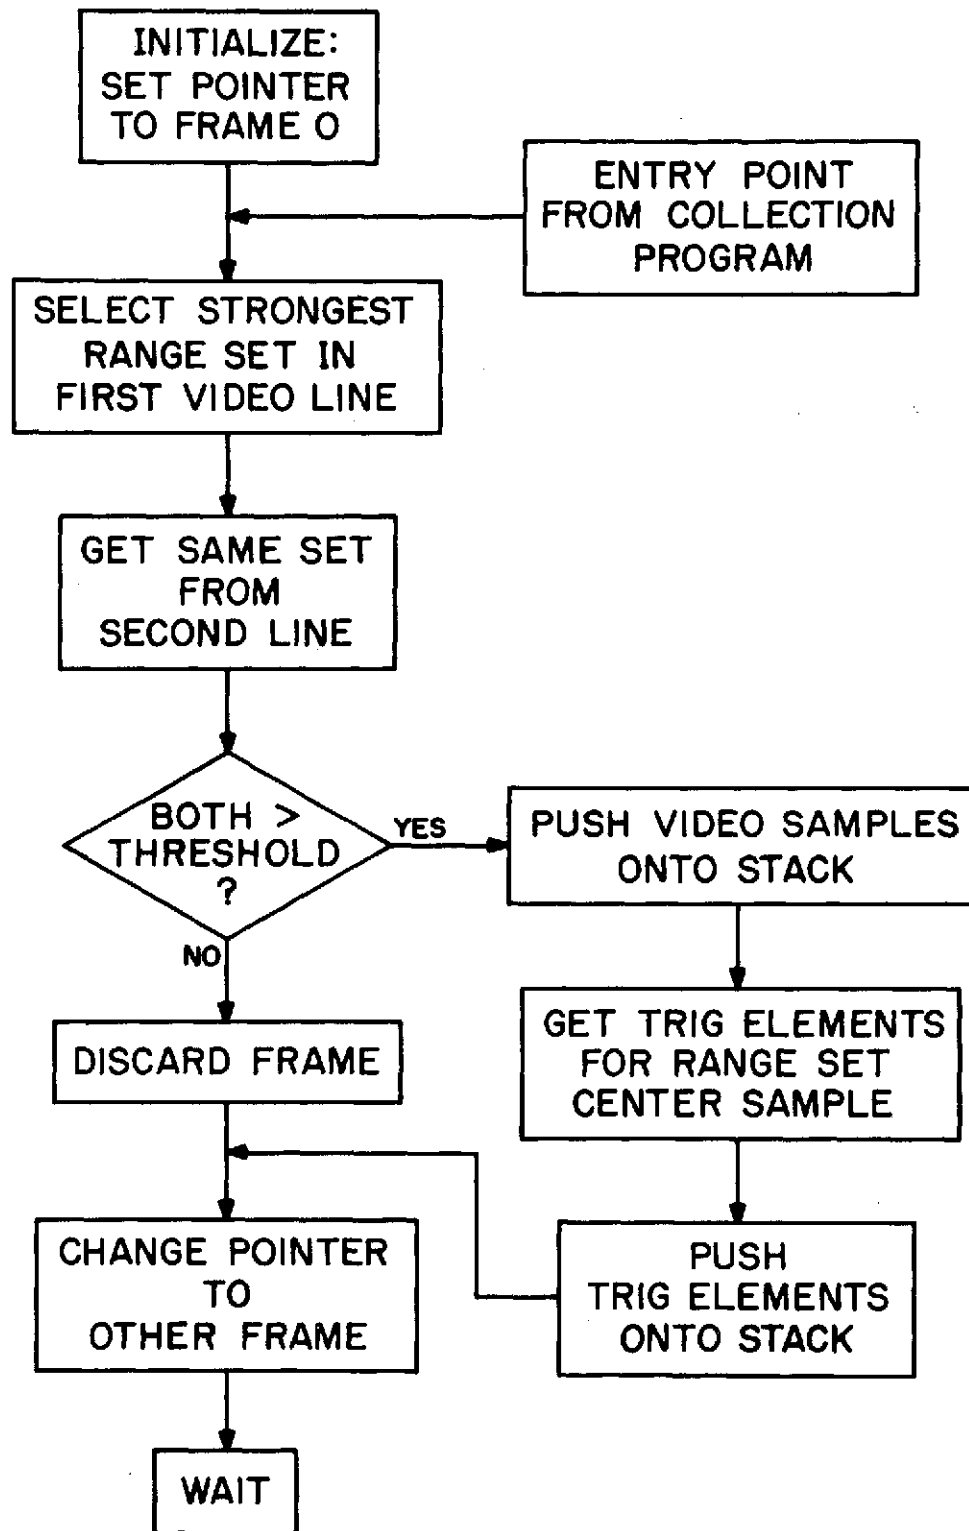 INITIALIZE:
SET POINTER
TO FRAME 0
ENTRY POINT
FROM COLLECTION
PROGRAM
SELECT STRONGEST
RANGE SET IN
FIRST VIDEO LINE
GET SAME SET
FROM
SECOND LINE
BOTH >
THRESHOLD
?
YES
PUSH VIDEO SAMPLES
ONTO STACK
NO
DISCARD FRAME
GET TRIG ELEMENTS
FOR RANGE SET
CENTER SAMPLE
CHANGE POINTER
TO
OTHER FRAME
PUSH
TRIG ELEMENTS
ONTO STACK
WAIT